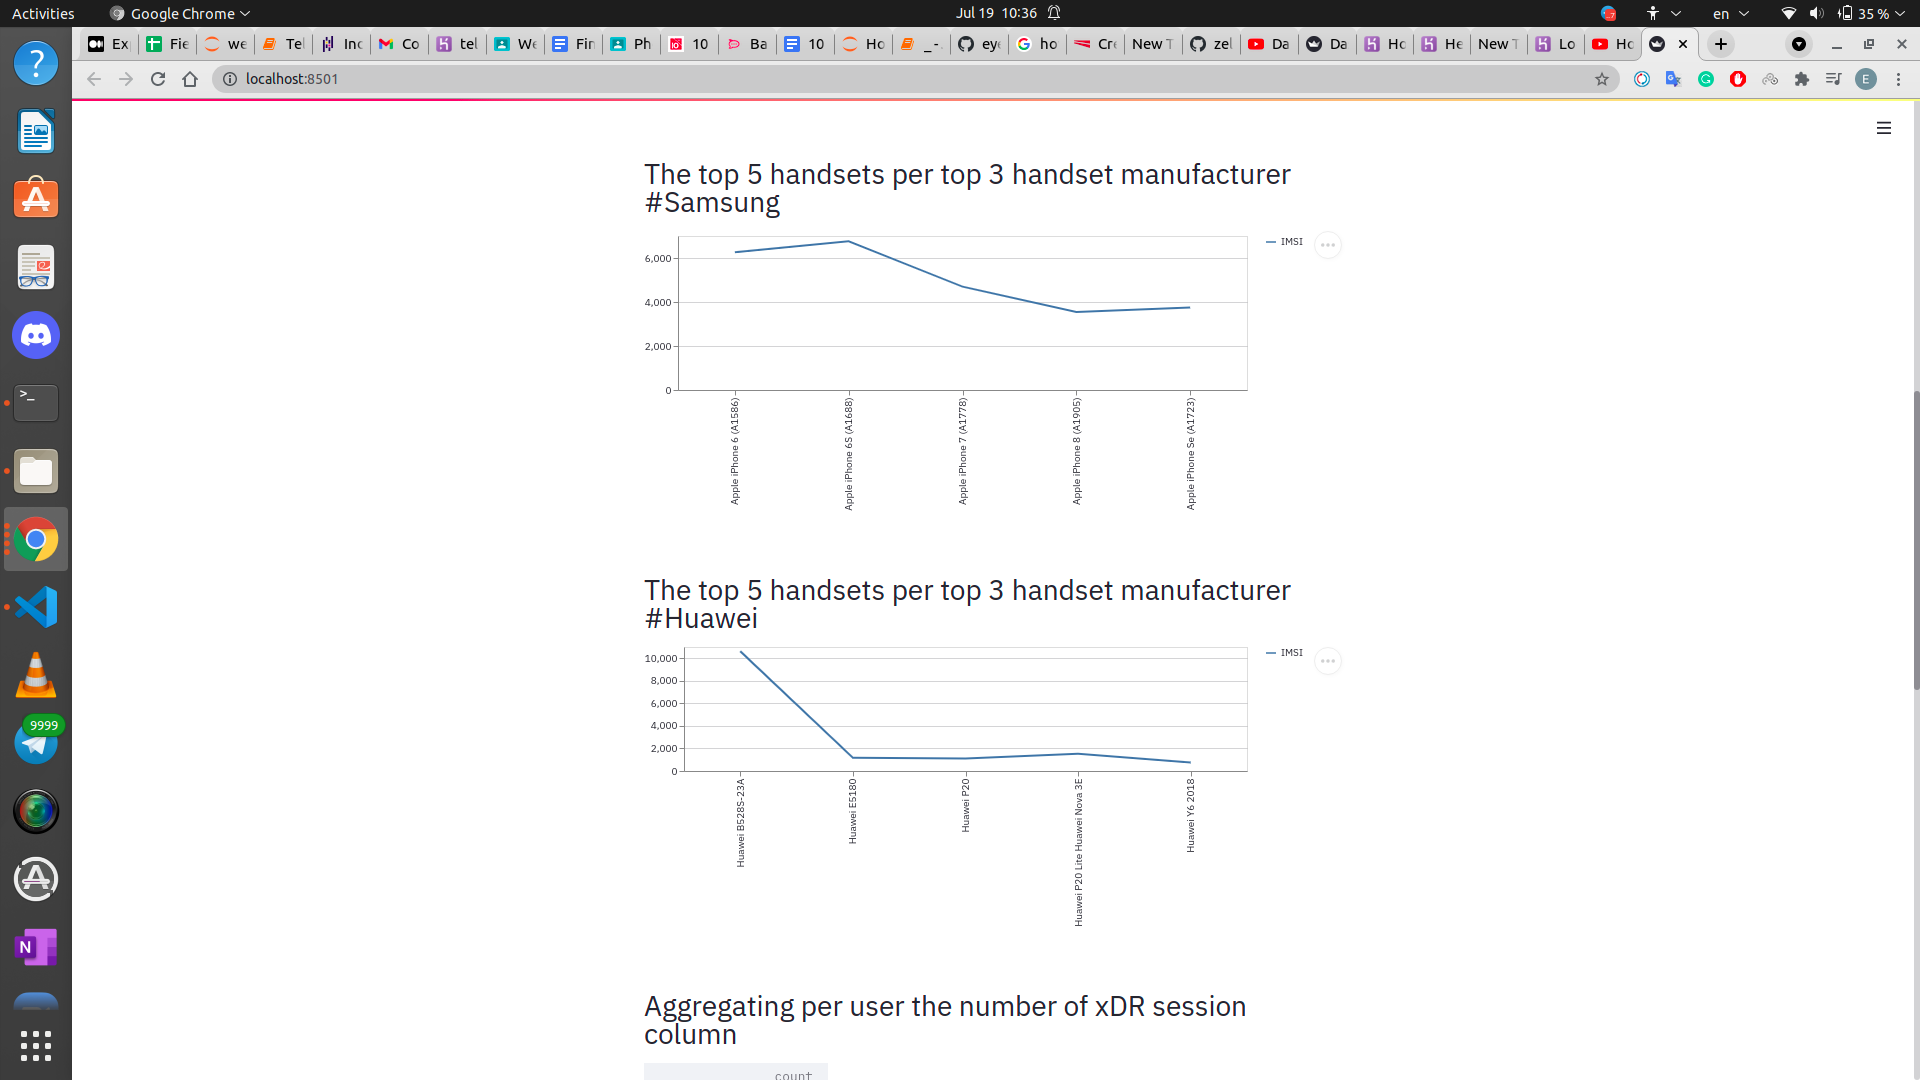 Activities
Google Chrome
Jul 19 10:36
en
35 %
Ex
Fie
we
Tel
Inc
Co
tel
We
Fin
Ph
10
Ba
10
Ho
_-.
eye
ho
Cre
New T
zel
Da
Da
Ho
He
New T
Lo
Ho
localhost:8501
E
The top 5 handsets per top 3 handset manufacturer
#Samsung
6,000
4,000
2,000
0
IMSI
Apple iPhone 6 (A1586)
Apple iPhone 6S (A1688)
Apple iPhone 7 (A1778)
Apple iPhone 8 (A1905)
Apple iPhone Se (A1723)
The top 5 handsets per top 3 handset manufacturer
#Huawei
10,000
8,000
6,000
4,000
2,000
0
IMSI
Huawei B528S-23A
Huawei E5180
Huawei P20
Huawei P20 Lite Huawei Nova 3E
Huawei Y6 2018
9999
N
Aggregating per user the number of xDR session
column
count